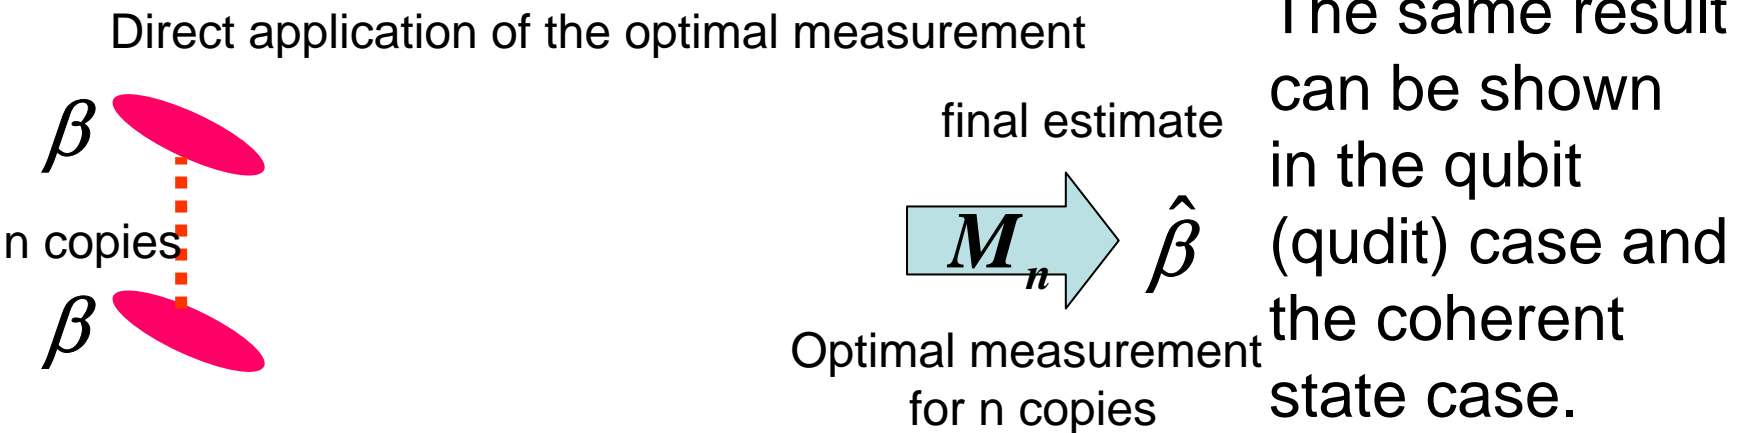 Direct application of the optimal measurement
β
n copies
β
final estimate
Mn
β̂
Optimal measurement
for n copies
The same result
can be shown
in the qubit
(qudit) case and
the coherent
state case.